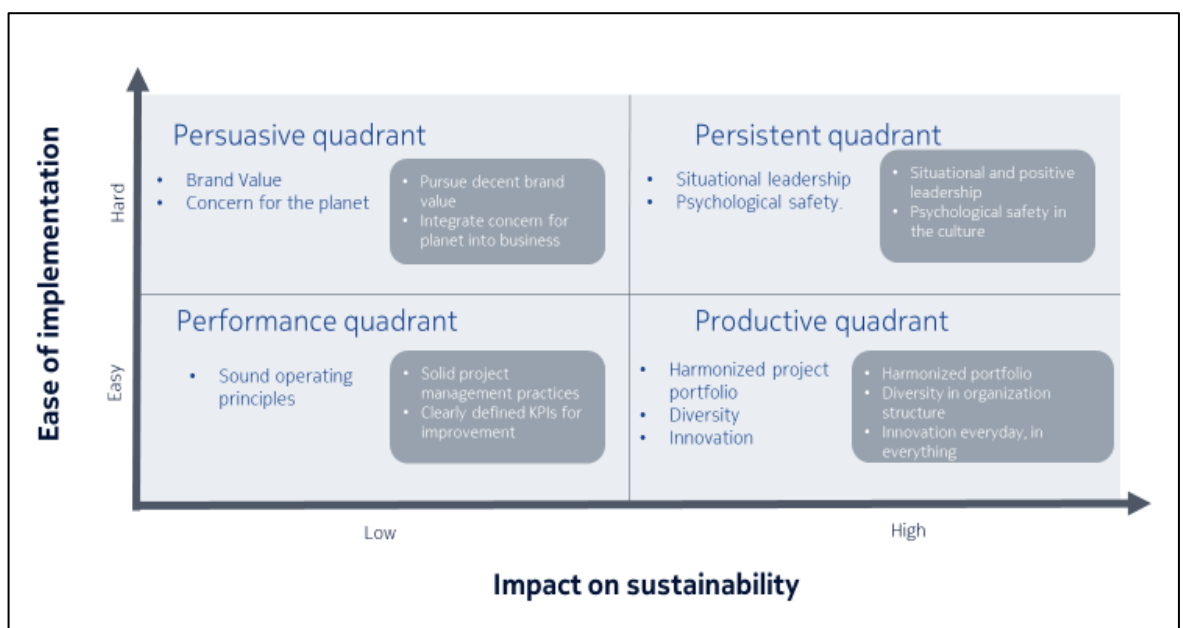 Persuasive quadrant
• Brand Value
• Concern for the planet
• Pursue decent brand
value
• Integrate concern for
planet into business
Persistent quadrant
• Situational leadership
• Psychological safety.
• Situational and positive
leadership
• Psychological safety in
the culture
Performance quadrant
• Sound operating
principles
• Solid project
management practices
• Clearly defined KPIs for
improvement
Productive quadrant
• Harmonized project
portfolio
• Diversity
• Innovation
• Harmonized portfolio
• Diversity in organization
structure
• Innovation everyday, in
everything
Ease of implementation
Hard
Easy
Low
High
Impact on sustainability